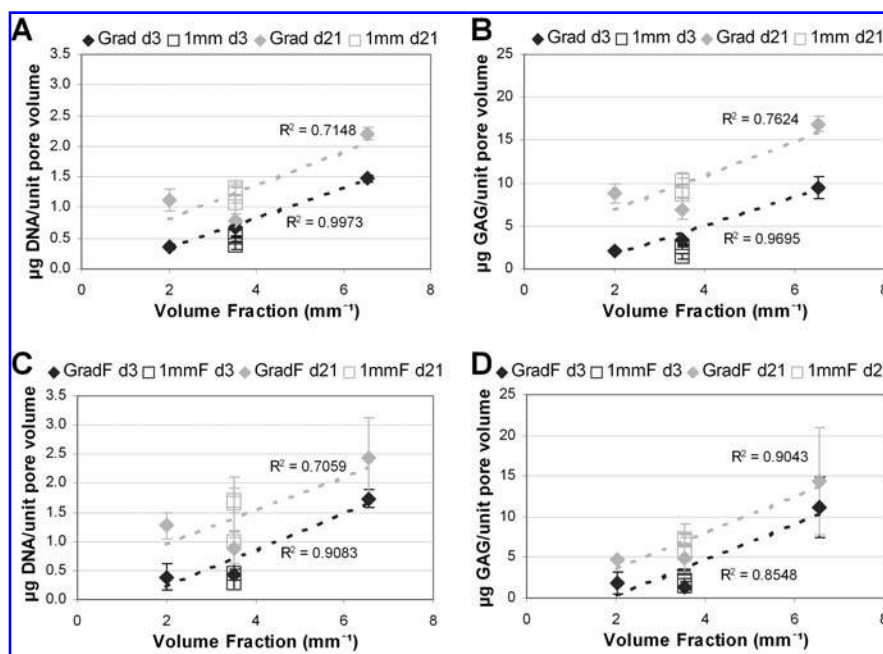 A
Grad d3 1mm d3 Grad d21 1mm d21
µg DNA/unit pore volume
3.5
3.0
2.5
2.0
1.5
1.0
0.5
0.0
R² = 0.7148
R² = 0.9973
0 2 4 6 8
Volume Fraction (mm⁻¹)
B
Grad d3 1mm d3 Grad d21 1mm d21
µg GAG/unit pore volume
25
20
15
10
5
0
R² = 0.7624
R² = 0.9695
0 2 4 6 8
Volume Fraction (mm⁻¹)
C
GradF d3 1mmF d3 GradF d21 1mmF d21
µg DNA/unit pore volume
3.5
3.0
2.5
2.0
1.5
1.0
0.5
0.0
R² = 0.7059
R² = 0.9083
0 2 4 6 8
Volume Fraction (mm⁻¹)
D
GradF d3 1mmF d3 GradF d21 1mmF d2
µg GAG/unit pore volume
25
20
15
10
5
0
R² = 0.9043
R² = 0.8548
0 2 4 6 8
Volume Fraction (mm⁻¹)